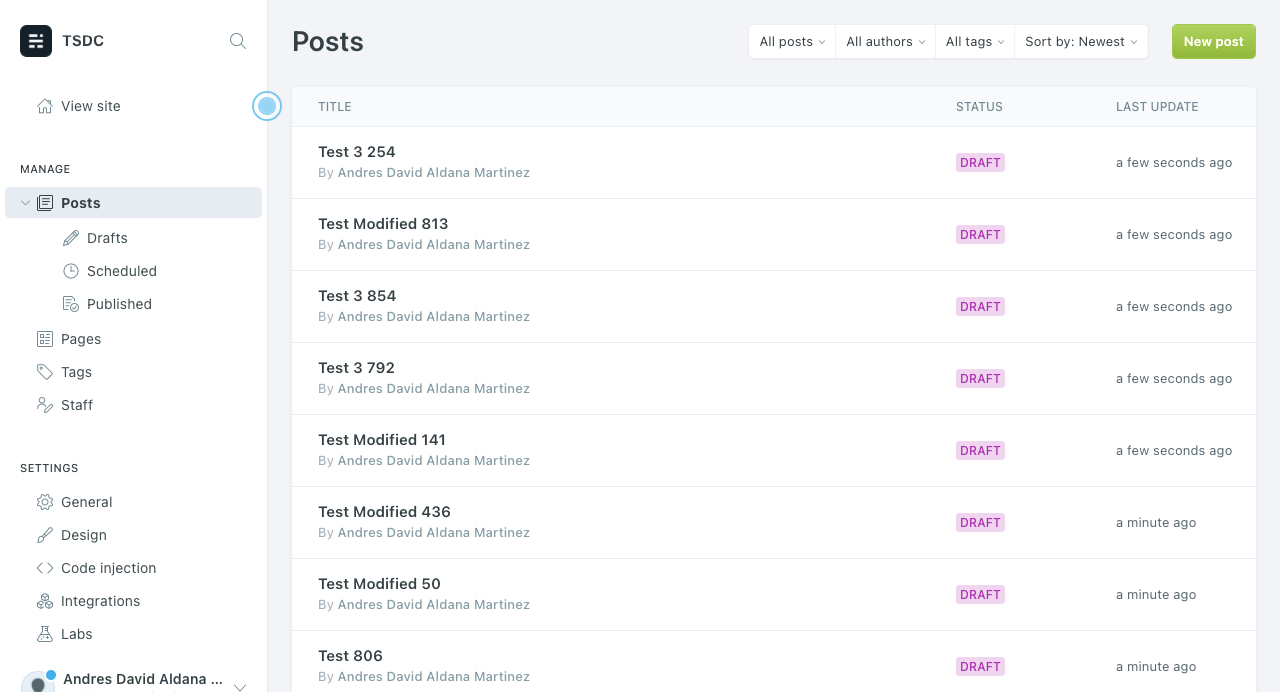 TSDC
View site
MANAGE
Posts
Drafts
Scheduled
Published
Pages
Tags
Staff
SETTINGS
General
Design
Code injection
Integrations
Labs
Andres David Aldana ...
Posts
All posts
All authors
All tags
Sort by: Newest
New post
TITLE STATUS LAST UPDATE
Test 3 254
By Andres David Aldana Martinez
DRAFT
a few seconds ago
Test Modified 813
By Andres David Aldana Martinez
DRAFT
a few seconds ago
Test 3 854
By Andres David Aldana Martinez
DRAFT
a few seconds ago
Test 3 792
By Andres David Aldana Martinez
DRAFT
a few seconds ago
Test Modified 141
By Andres David Aldana Martinez
DRAFT
a few seconds ago
Test Modified 436
By Andres David Aldana Martinez
DRAFT
a minute ago
Test Modified 50
By Andres David Aldana Martinez
DRAFT
a minute ago
Test 806
By Andres David Aldana Martinez
DRAFT
a minute ago